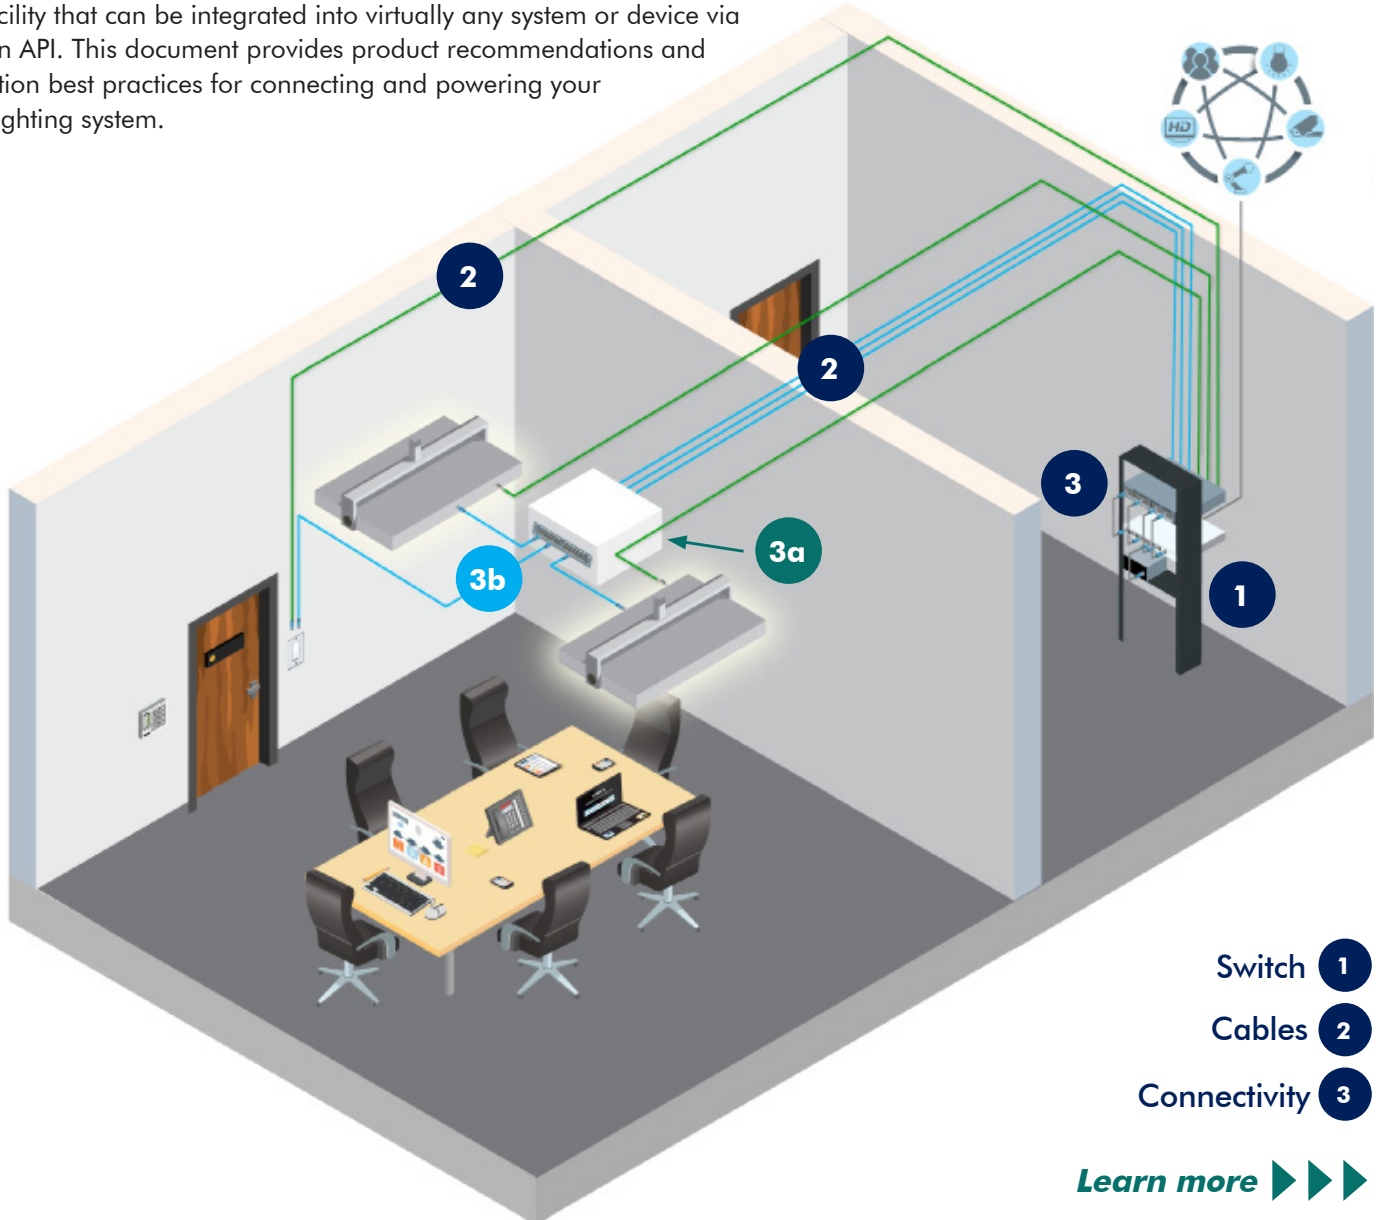 cility that can be integrated into virtually any system or device via
n API. This document provides product recommendations and
tion best practices for connecting and powering your
ghting system.
HD
2
2
3
3a
3b
1
Switch 1
Cables 2
Connectivity 3
Learn more